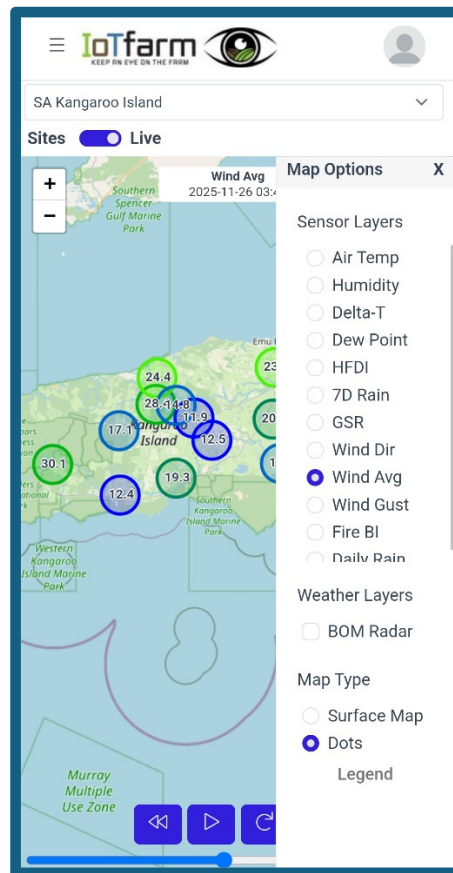 IoTfarm
KEEP AN EYE ON THE FARM
SA Kangaroo Island
Sites Live
+
−
Southern
Spencer
Gulf Marine
Park
Wind Avg
2025-11-26 03:4
Emu
24.4
23
28.
14.8
11.9
20
17.1
Kangaroo
Island
12.5
30.1
19.3
12.4
1
Southern
Kangaroo
Island Marine
Park
Western
Kangaroo
Island Marine
Park
Murray
Multiple
Use Zone
Map Options X
Sensor Layers
Air Temp
Humidity
Delta-T
Dew Point
HFDI
7D Rain
GSR
Wind Dir
Wind Avg
Wind Gust
Fire BI
Daily Rain
Weather Layers
BOM Radar
Map Type
Surface Map
Dots
Legend